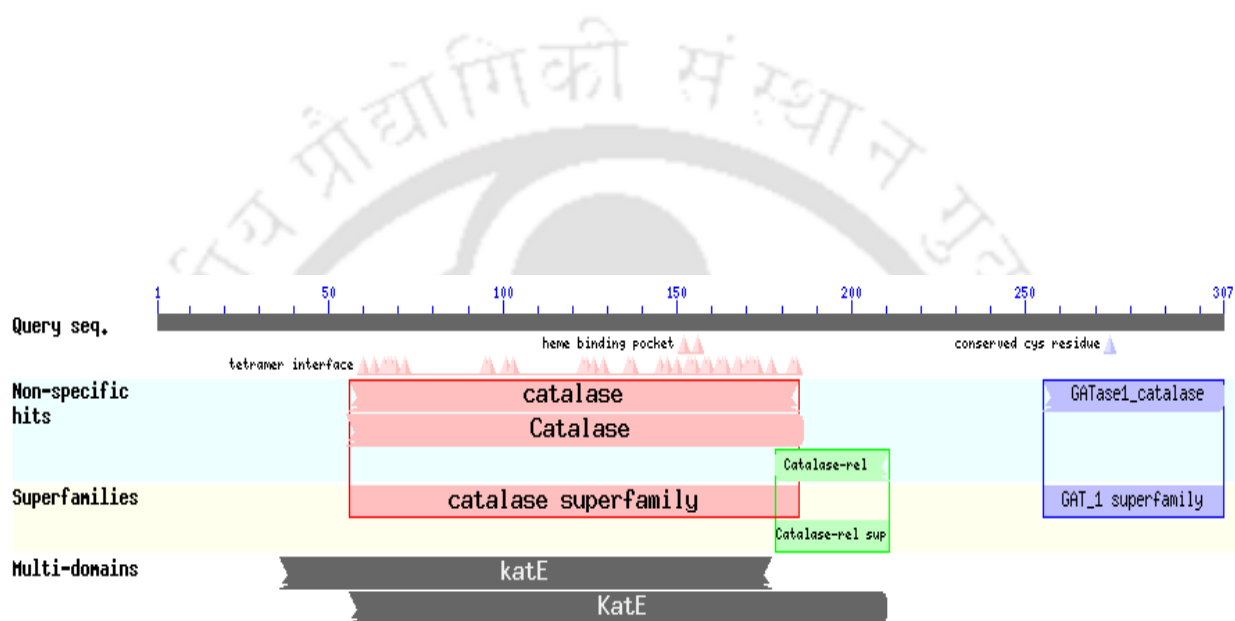 प्रौद्योगिकी संस्थान
1 50 100 150 200 250 307
Query seq.
heme binding pocket conserved cys residue
tetramer interface
Non-specific hits
catalase GATase1_catalase
Catalase
Catalase-rel
Superfamilies
catalase superfamily GAT_1 superfamily
Catalase-rel sup
Multi-domains
katE
KatE